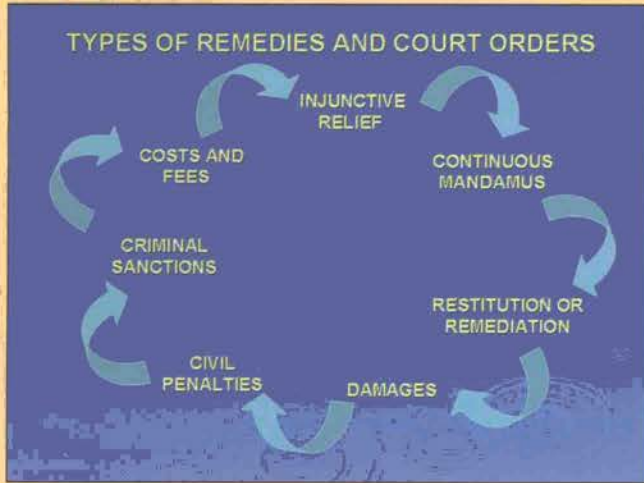 TYPES OF REMEDIES AND COURT ORDERS
INJUNCTIVE
RELIEF
CONTINUOUS
MANDAMUS
RESTITUTION OR
REMEDIATION
DAMAGES
CIVIL
PENALTIES
CRIMINAL
SANCTIONS
COSTS AND
FEES